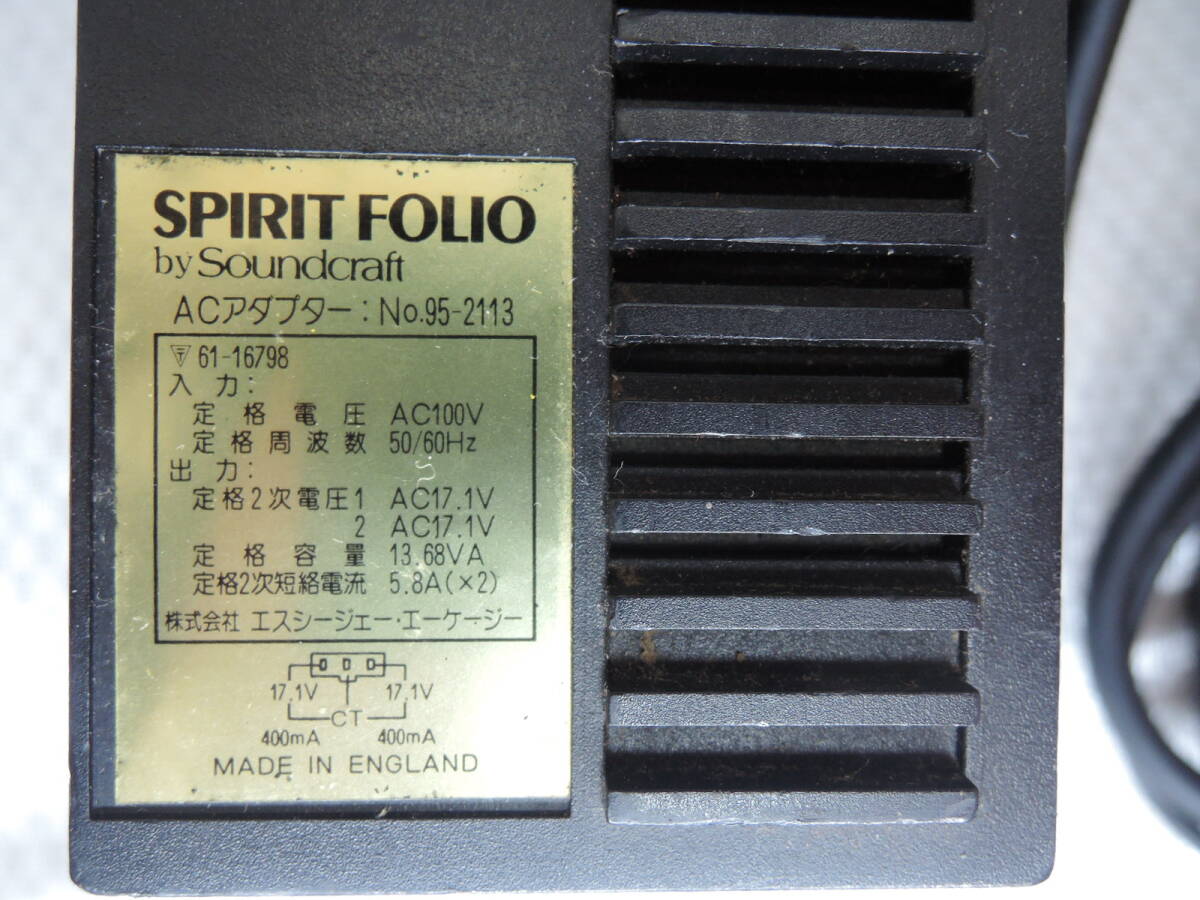 SPIRIT FOLIO
by Soundcraft
ACアダプター：No.95-2113
61-16798
入力：
定格電圧 AC100V
定格周波数 50/60Hz
出力：
定格2次電圧1 AC17.1V
2 AC17.1V
定格容量 13.68VA
定格2次短絡電流 5.8A(×2)
株式会社 エスシージェー・エーケージー
17.1V 17.1V
CT
400mA 400mA
MADE IN ENGLAND